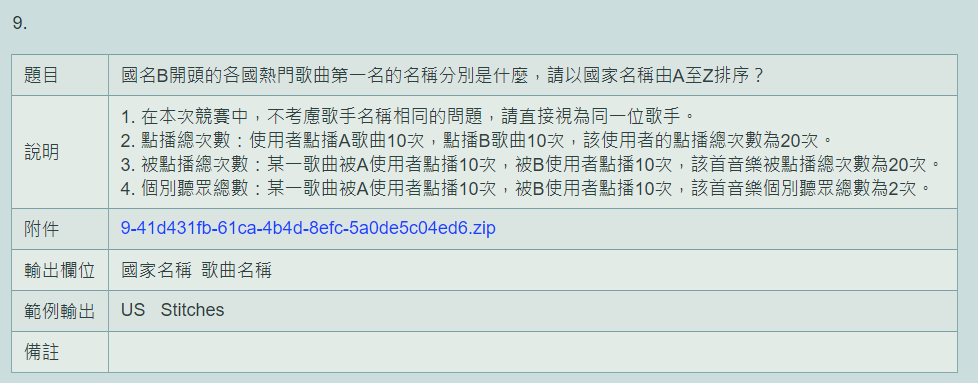 9.
題目 國名B開頭的各國熱門歌曲第一名的名稱分別是什麼，請以國家名稱由A至Z排序？
說明
1. 在本次競賽中，不考慮歌手名稱相同的問題，請直接視為同一位歌手。
2. 點播總次數：使用者點播A歌曲10次，點播B歌曲10次，該使用者的點播總次數為20次。
3. 被點播總次數：某一歌曲被A使用者點播10次，被B使用者點播10次，該首音樂被點播總次數為20次。
4. 個別聽眾總數：某一歌曲被A使用者點播10次，被B使用者點播10次，該首音樂個別聽眾總數為2次。
附件 9-41d431fb-61ca-4b4d-8efc-5a0de5c04ed6.zip
輸出欄位 國家名稱 歌曲名稱
範例輸出 US Stitches
備註